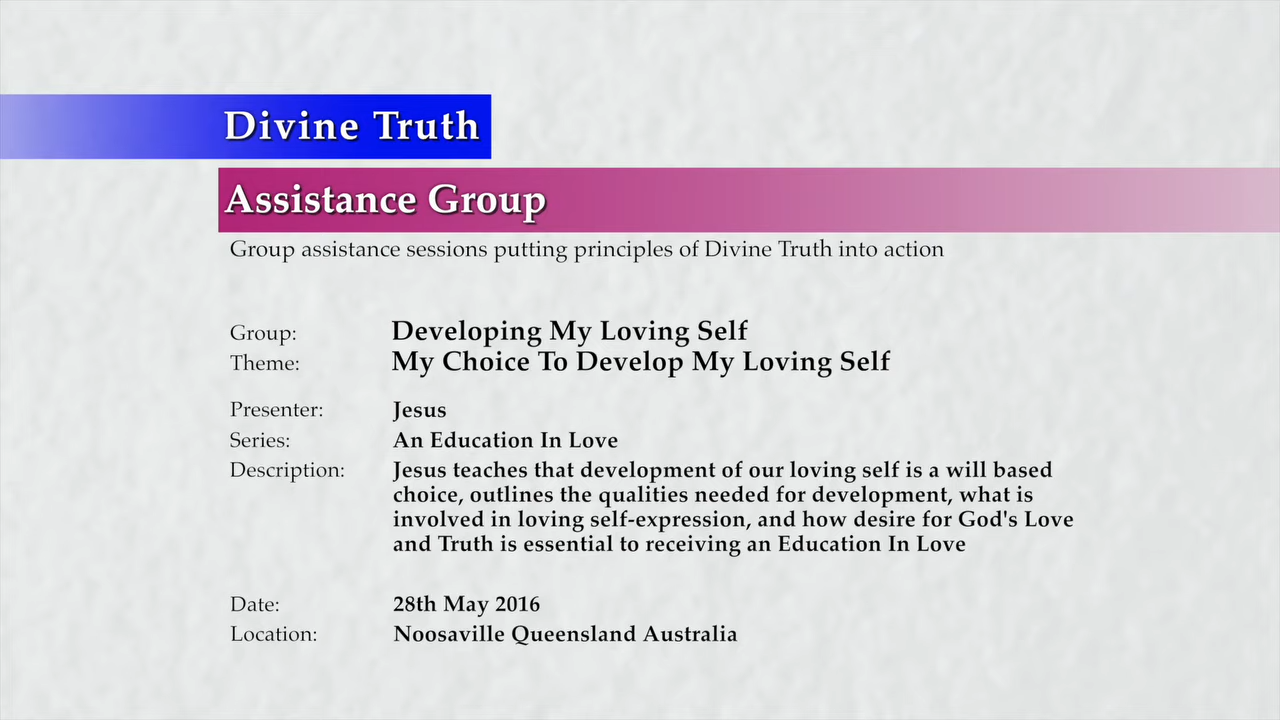 Divine Truth
Assistance Group
Group assistance sessions putting principles of Divine Truth into action
Group: Developing My Loving Self
Theme: My Choice To Develop My Loving Self
Presenter: Jesus
Series: An Education In Love
Description: Jesus teaches that development of our loving self is a will based
choice, outlines the qualities needed for development, what is
involved in loving self-expression, and how desire for God's Love
and Truth is essential to receiving an Education In Love
Date: 28th May 2016
Location: Noosaville Queensland Australia